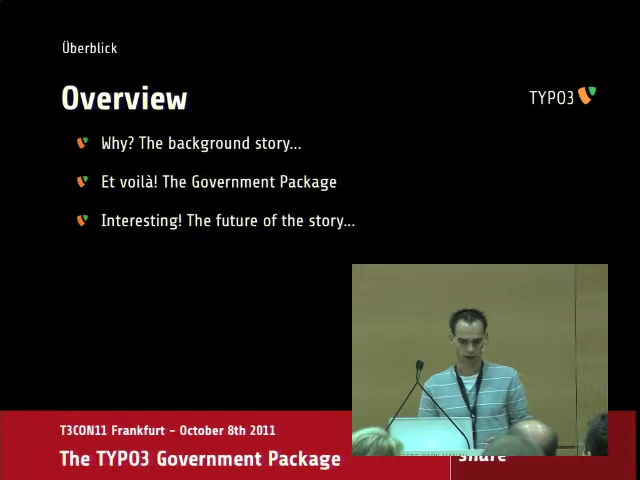 Überblick
Overview
TYPO3
Why? The background story...
Et voilà! The Government Package
Interesting! The future of the story...
T3CON11 Frankfurt - October 8th 2011
The TYPO3 Government Package
share